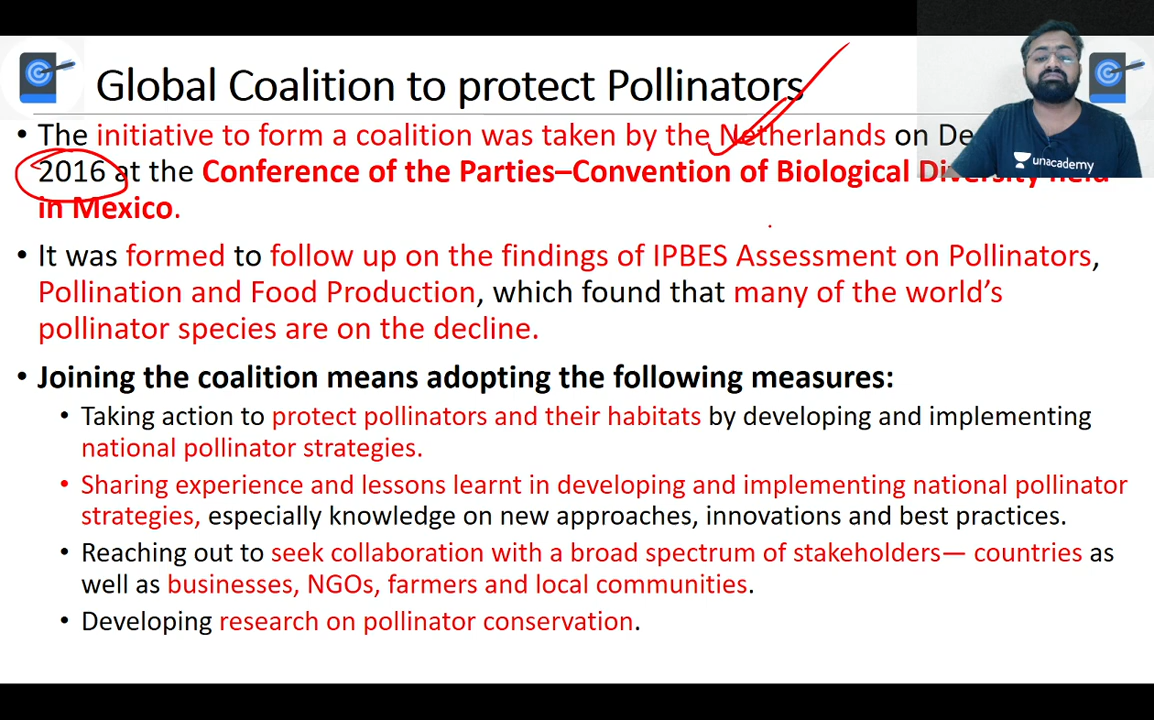 Global Coalition to protect Pollinators
• The initiative to form a coalition was taken by the Netherlands on De
2016 at the Conference of the Parties–Convention of Biological Diversity held
in Mexico.
• It was formed to follow up on the findings of IPBES Assessment on Pollinators,
Pollination and Food Production, which found that many of the world’s
pollinator species are on the decline.
• Joining the coalition means adopting the following measures:
• Taking action to protect pollinators and their habitats by developing and implementing
national pollinator strategies.
• Sharing experience and lessons learnt in developing and implementing national pollinator
strategies, especially knowledge on new approaches, innovations and best practices.
• Reaching out to seek collaboration with a broad spectrum of stakeholders— countries as
well as businesses, NGOs, farmers and local communities.
• Developing research on pollinator conservation.
unacademy